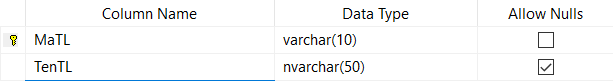 Column Name Data Type Allow Nulls
MaTL varchar(10)
TenTL nvarchar(50)